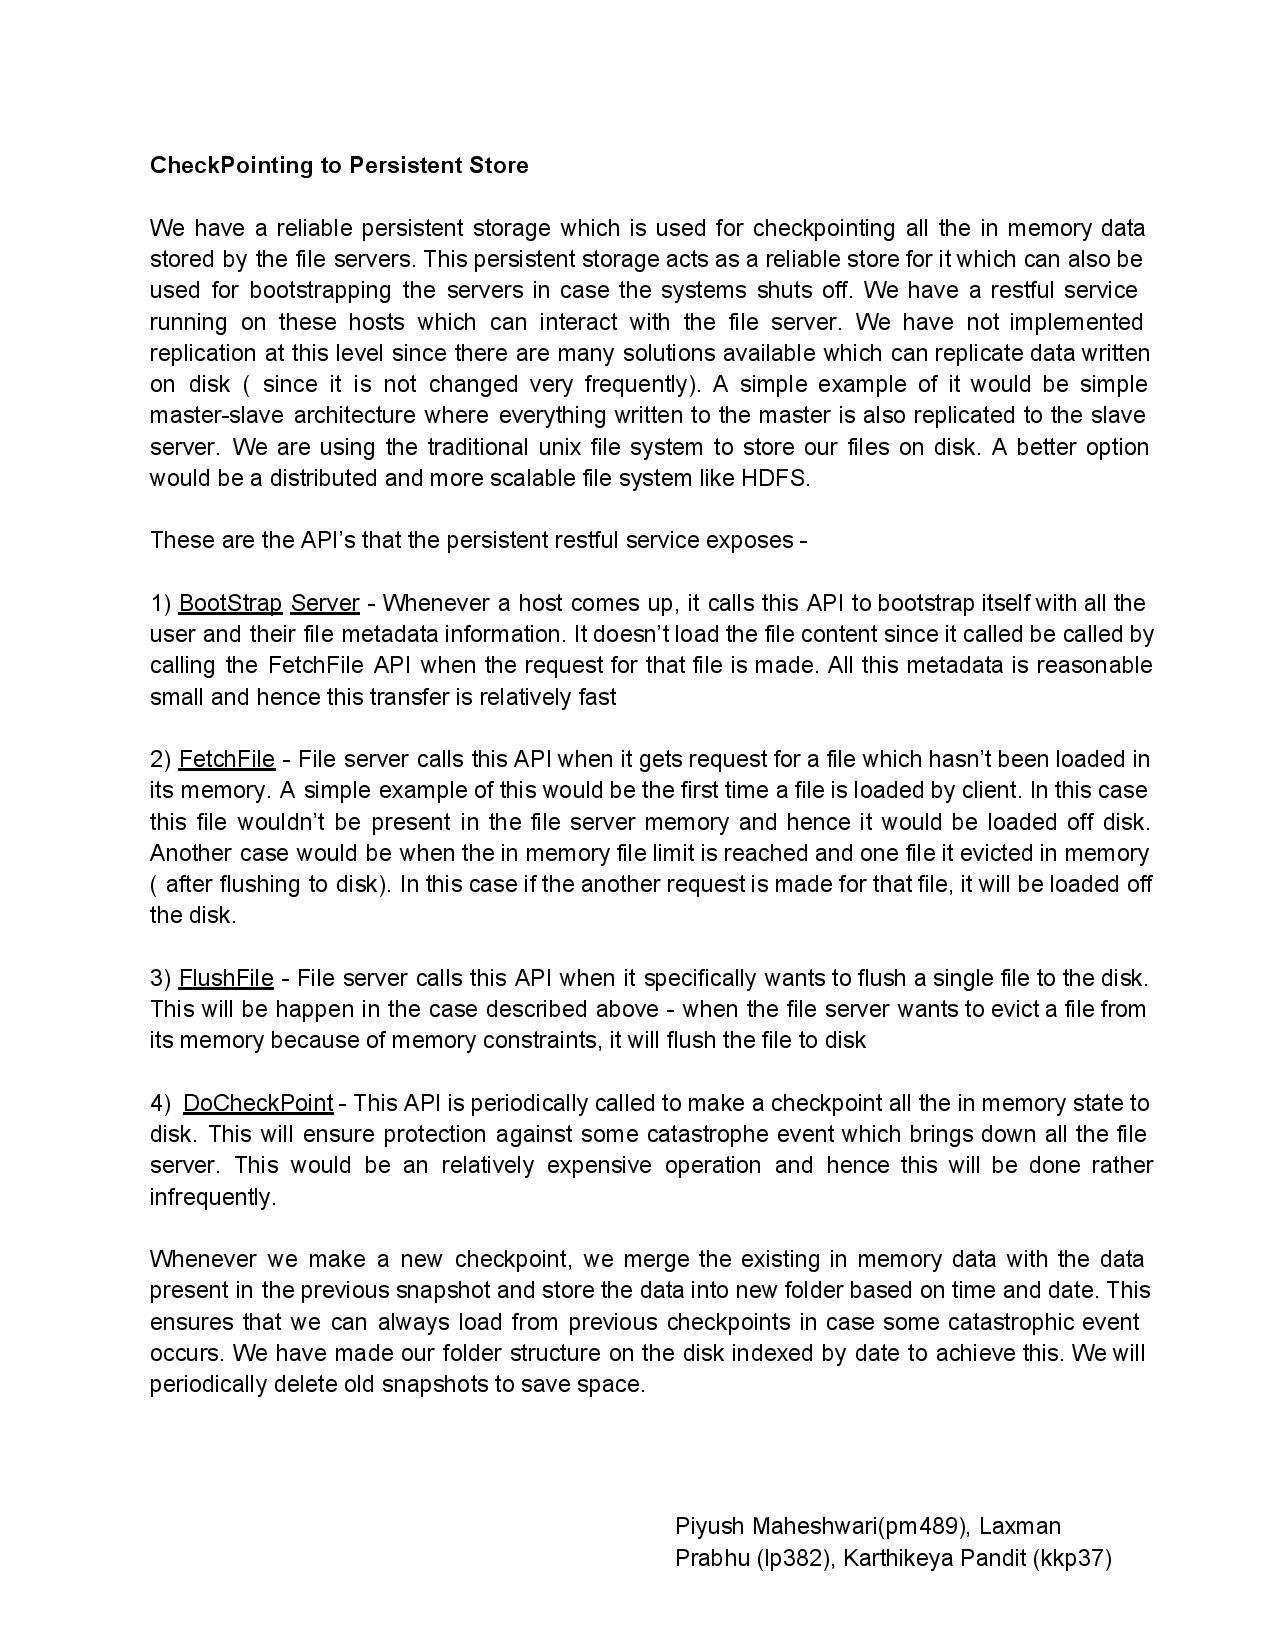 CheckPointing to Persistent Store
We have a reliable persistent storage which is used for checkpointing all the in memory data
stored by the file servers. This persistent storage acts as a reliable store for it which can also be
used for bootstrapping the servers in case the systems shuts off. We have a restful service
running on these hosts which can interact with the file server. We have not implemented
replication at this level since there are many solutions available which can replicate data written
on disk ( since it is not changed very frequently). A simple example of it would be simple
master-slave architecture where everything written to the master is also replicated to the slave
server. We are using the traditional unix file system to store our files on disk. A better option
would be a distributed and more scalable file system like HDFS.
These are the API’s that the persistent restful service exposes -
1) BootStrap Server - Whenever a host comes up, it calls this API to bootstrap itself with all the
user and their file metadata information. It doesn’t load the file content since it called be called by
calling the FetchFile API when the request for that file is made. All this metadata is reasonable
small and hence this transfer is relatively fast
2) FetchFile - File server calls this API when it gets request for a file which hasn’t been loaded in
its memory. A simple example of this would be the first time a file is loaded by client. In this case
this file wouldn’t be present in the file server memory and hence it would be loaded off disk.
Another case would be when the in memory file limit is reached and one file it evicted in memory
( after flushing to disk). In this case if the another request is made for that file, it will be loaded off
the disk.
3) FlushFile - File server calls this API when it specifically wants to flush a single file to the disk.
This will be happen in the case described above - when the file server wants to evict a file from
its memory because of memory constraints, it will flush the file to disk
4) DoCheckPoint - This API is periodically called to make a checkpoint all the in memory state to
disk. This will ensure protection against some catastrophe event which brings down all the file
server. This would be an relatively expensive operation and hence this will be done rather
infrequently.
Whenever we make a new checkpoint, we merge the existing in memory data with the data
present in the previous snapshot and store the data into new folder based on time and date. This
ensures that we can always load from previous checkpoints in case some catastrophic event
occurs. We have made our folder structure on the disk indexed by date to achieve this. We will
periodically delete old snapshots to save space.
Piyush Maheshwari(pm489), Laxman
Prabhu (lp382), Karthikeya Pandit (kkp37)